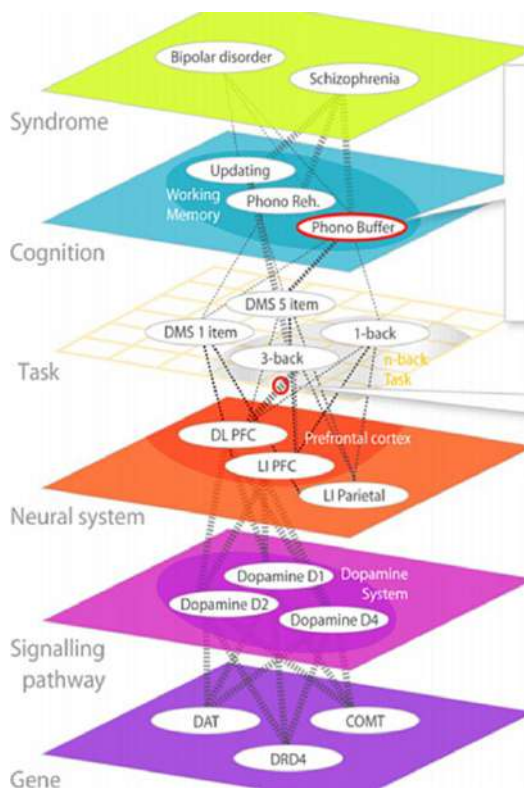 Bipolar disorder
Schizophrenia
Syndrome
Updating
Working
Memory
Phono Reh.
Phono Buffer
Cognition
DMS 5 item
DMS 1 item
1-back
3-back
n-back
Task
Task
DL PFC
Prefrontal cortex
LI PFC
LI Parietal
Neural system
Dopamine D1
Dopamine
System
Dopamine D2
Dopamine D4
Signalling
pathway
DAT
COMT
DRD4
Gene